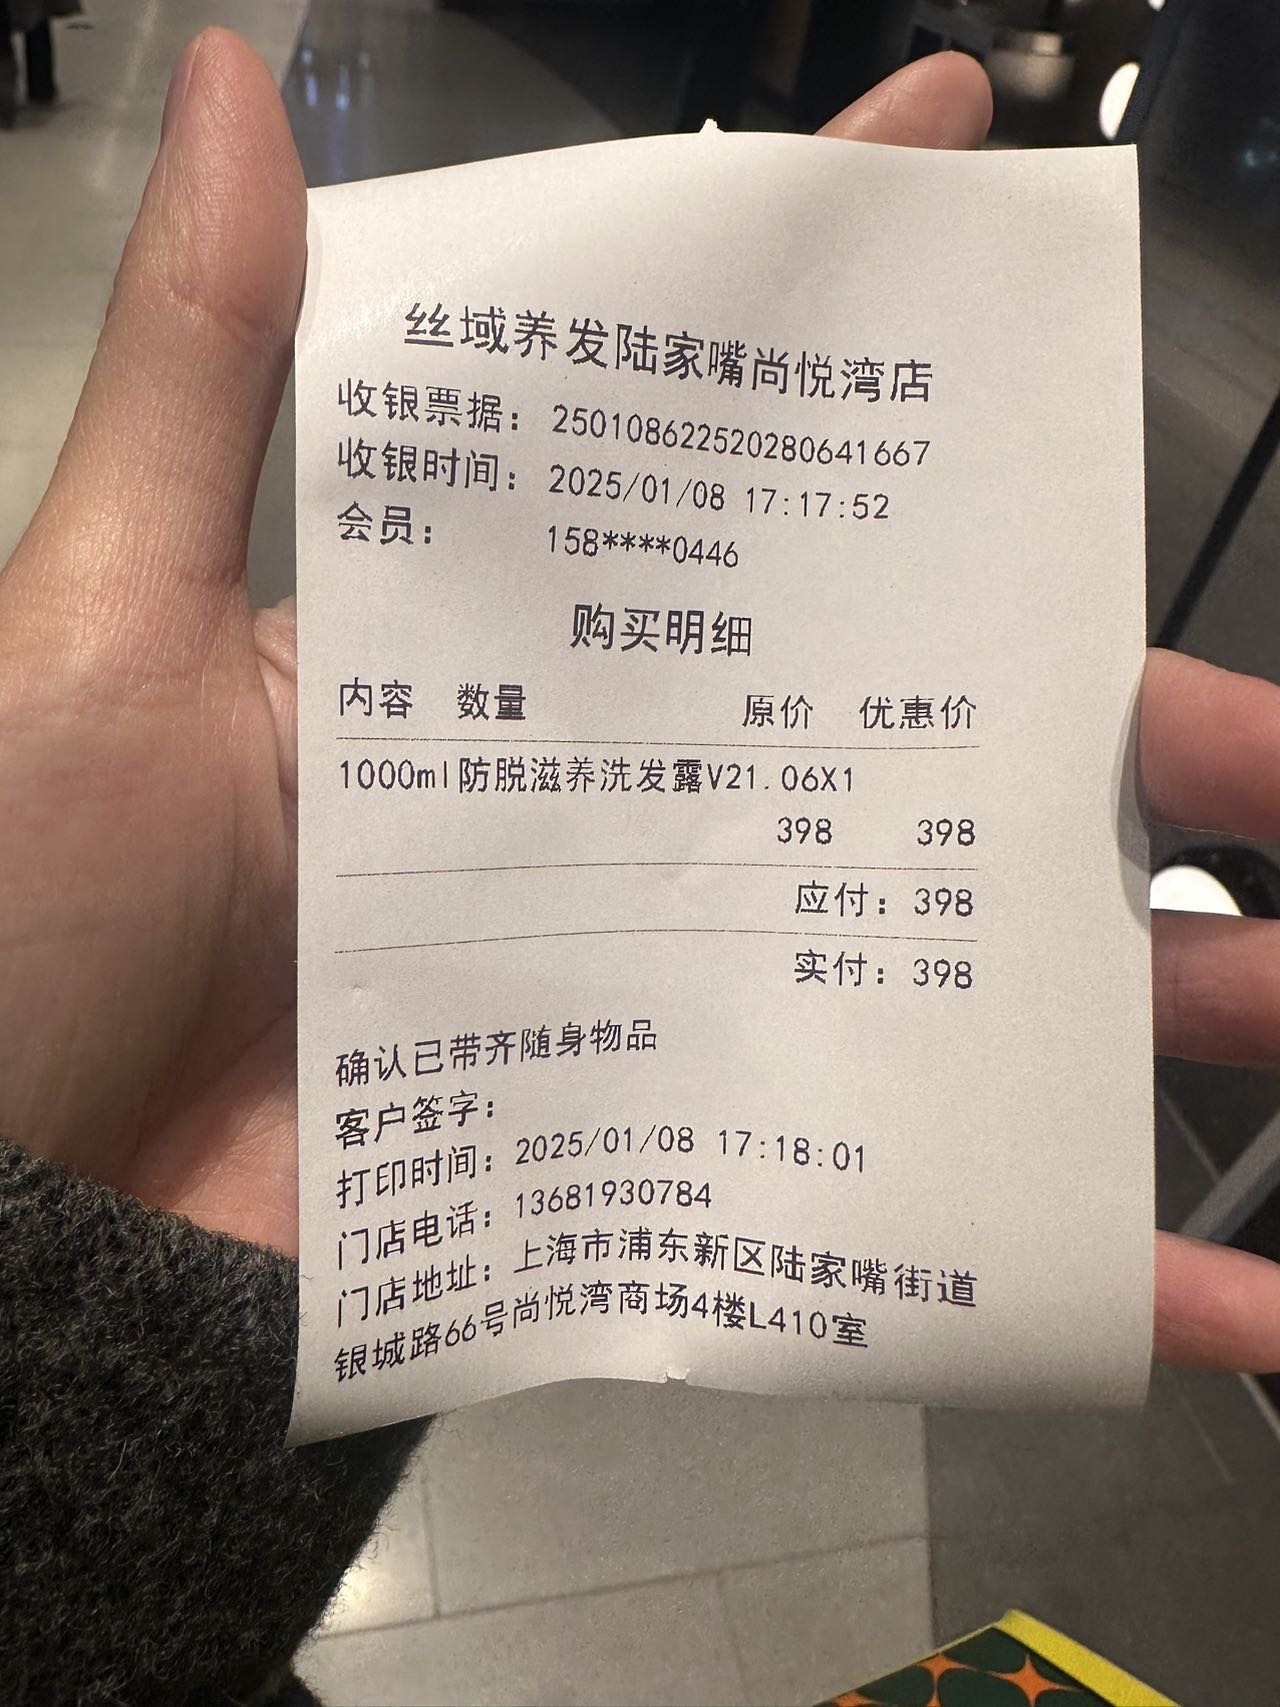 丝域养发陆家嘴尚悦湾店
收银票据：250108622520280641667
收银时间：2025/01/08 17:17:52
会员：158****0446
购买明细
内容 数量 原价 优惠价
1000ml防脱滋养洗发露V21.06X1
398 398
应付：398
实付：398
确认已带齐随身物品
客户签字：
打印时间：2025/01/08 17:18:01
门店电话：13681930784
门店地址：上海市浦东新区陆家嘴街道
银城路66号尚悦湾商场4楼L410室